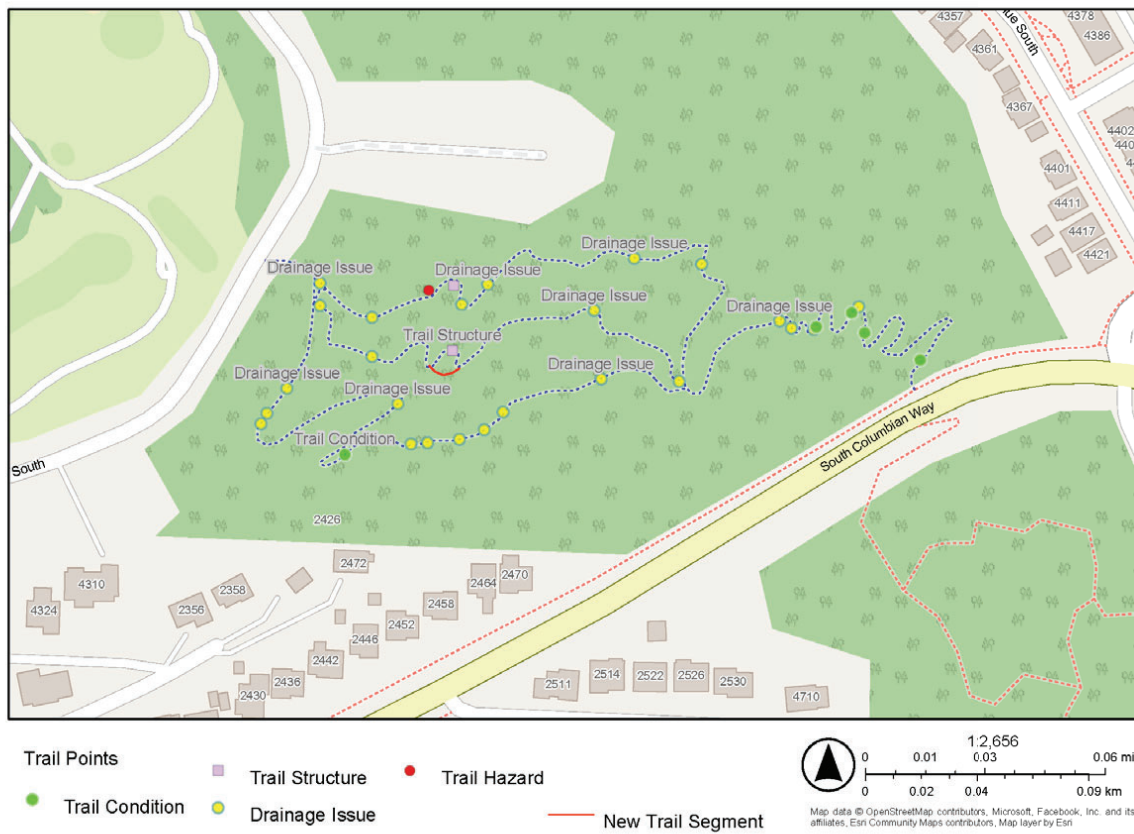 4357
4378
4386
ue South
4361
4367
4402
4401
4411
4417
4421
Drainage Issue
Drainage Issue
Drainage Issue
Drainage Issue
Drainage Issue
Trail Structure
Drainage Issue
Drainage Issue
Drainage Issue
Trail Condition
South
South Columbian Way
2426
2472
2464
2470
4310
2358
4324
2356
2458
2452
2446
2442
2436
2430
2511
2514
2522
2526
2530
4710
Trail Points
Trail Structure
Trail Hazard
Trail Condition
Drainage Issue
New Trail Segment
1:2,656
0 0.01 0.03 0.06 mi
0 0.02 0.04 0.09 km
Map data © OpenStreetMap contributors, Microsoft, Facebook, Inc. and its
affiliates, Esri Community Maps contributors, Map layer by Esri